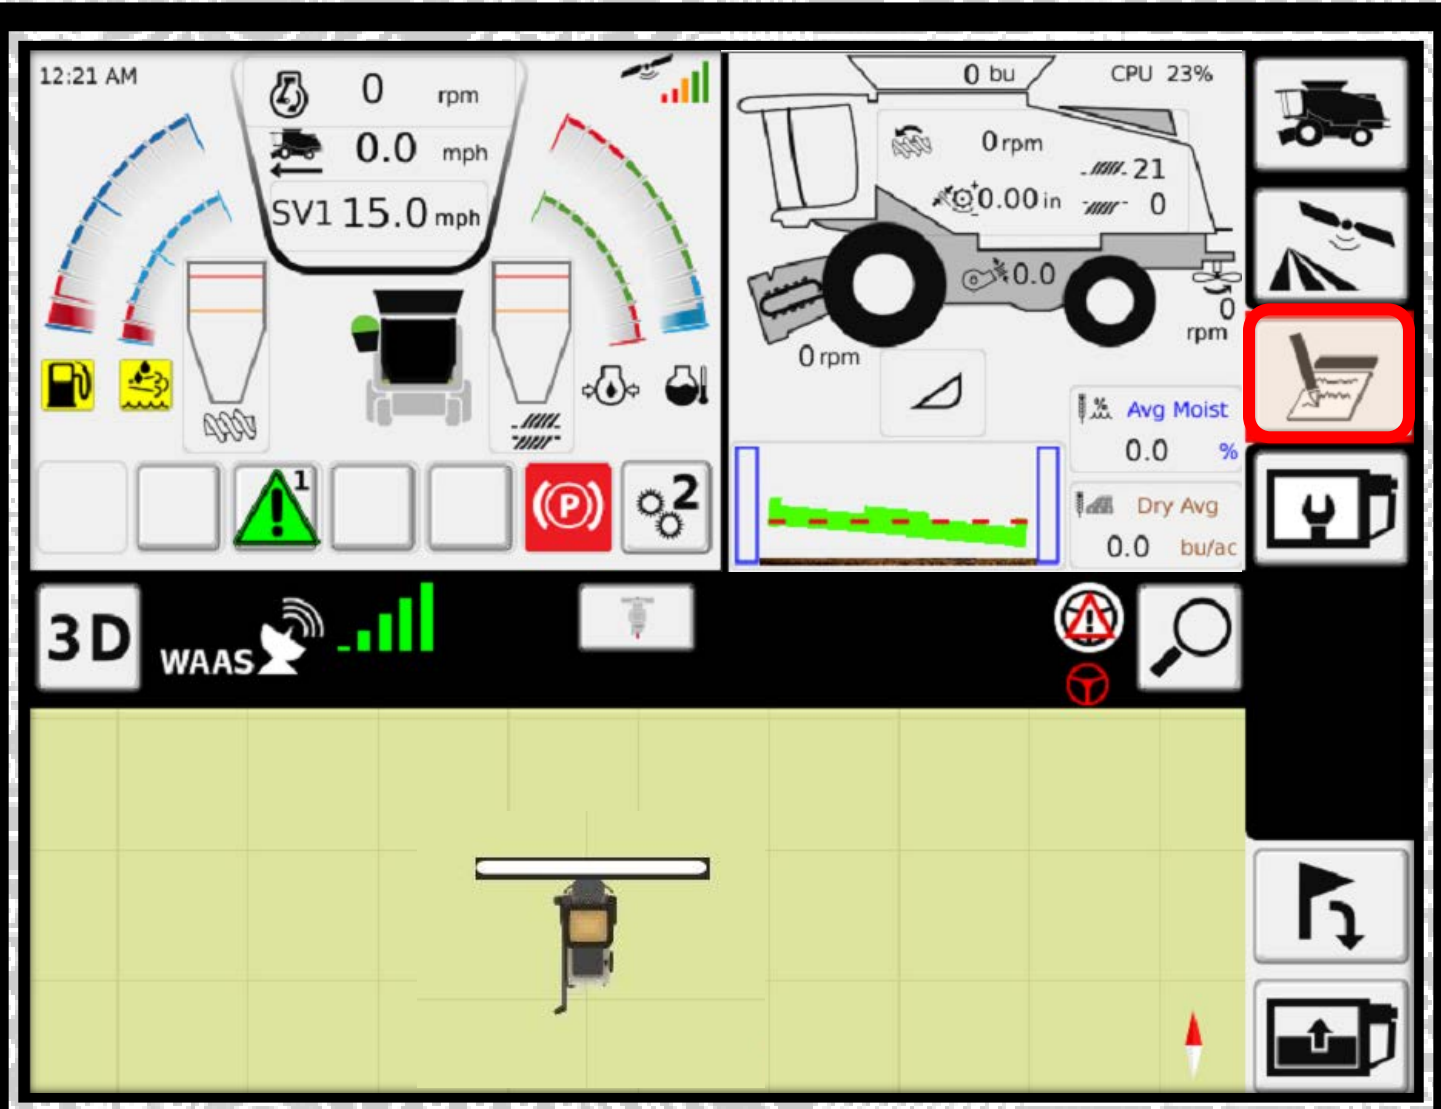 12:21 AM
0 rpm
0.0 mph
SV1 15.0 mph
1
P
2
0 bu
CPU 23%
0 rpm
21
0.00 in
0
0.0
0
rpm
0 rpm
% Avg Moist
0.0 %
Dry Avg
0.0 bu/ac
3D
WAAS